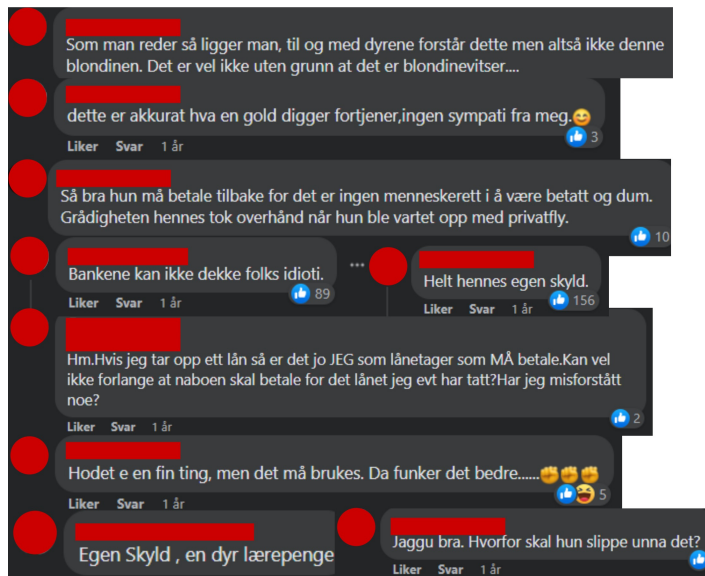 Som man reder så ligger man, til og med dyrene forstår dette men altså ikke denne
blondinen. Det er vel ikke uten grunn at det er blondinevitser....
dette er akkurat hva en gold digger fortjener,ingen sympati fra meg.😊
3
Liker Svar 1 år
Så bra hun må betale tilbake for det er ingen menneskerett i å være betatt og dum.
Grådigheten hennes tok overhånd når hun ble vartet opp med privatfly.
10
Bankene kan ikke dekke folks idioti.
89
Liker Svar 1 år
Helt hennes egen skyld.
156
Liker Svar 1 år
Hm.Hvis jeg tar opp ett lån så er det jo JEG som lånetager som MÅ betale.Kan vel
ikke forlange at naboen skal betale for det lånet jeg evt har tatt?Har jeg misforstått
noe?
2
Liker Svar 1 år
Hodet e en fin ting, men det må brukes. Da funker det bedre......✊✊✊
5
Liker Svar 1 år
Egen Skyld , en dyr lærepenge
Jaggu bra. Hvorfor skal hun slippe unna det?
Liker Svar 1 år